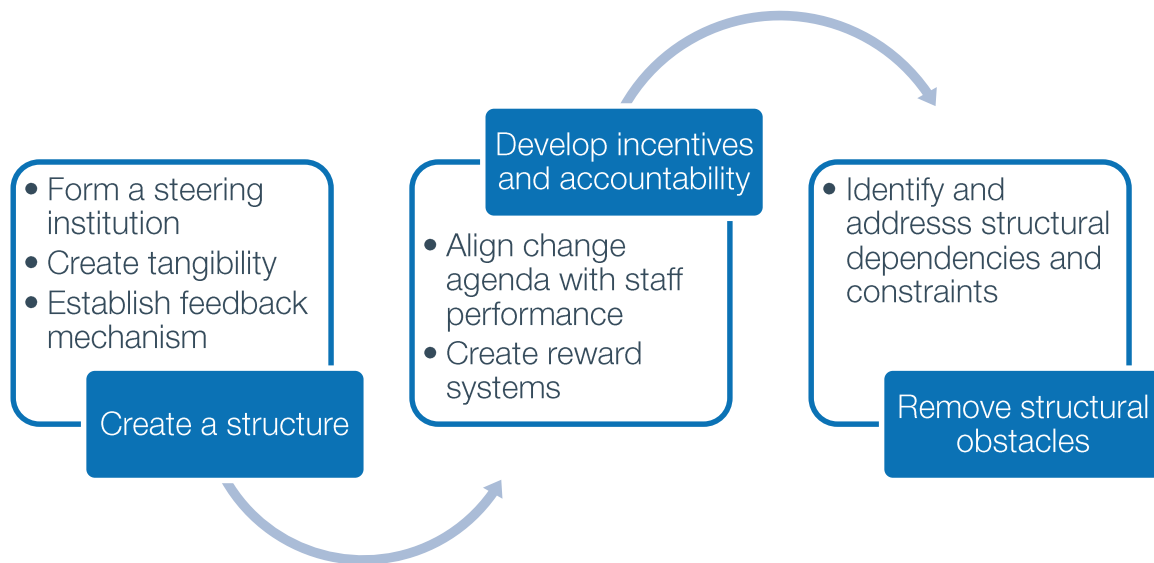 • Form a steering
institution
• Create tangibility
• Establish feedback
mechanism
Create a structure
Develop incentives
and accountability
• Align change
agenda with staff
performance
• Create reward
systems
• Identify and
addresss structural
dependencies and
constraints
Remove structural
obstacles